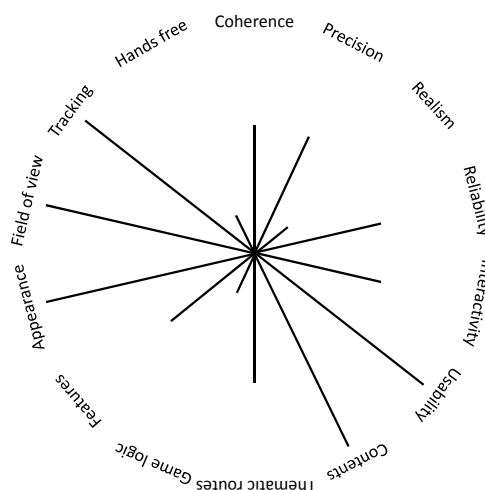 Coherence
Precision
Realism
Reliability
Interactivity
Usability
Contents
Thematic routes
Game logic
Features
Appearance
Field of view
Tracking
Hands free